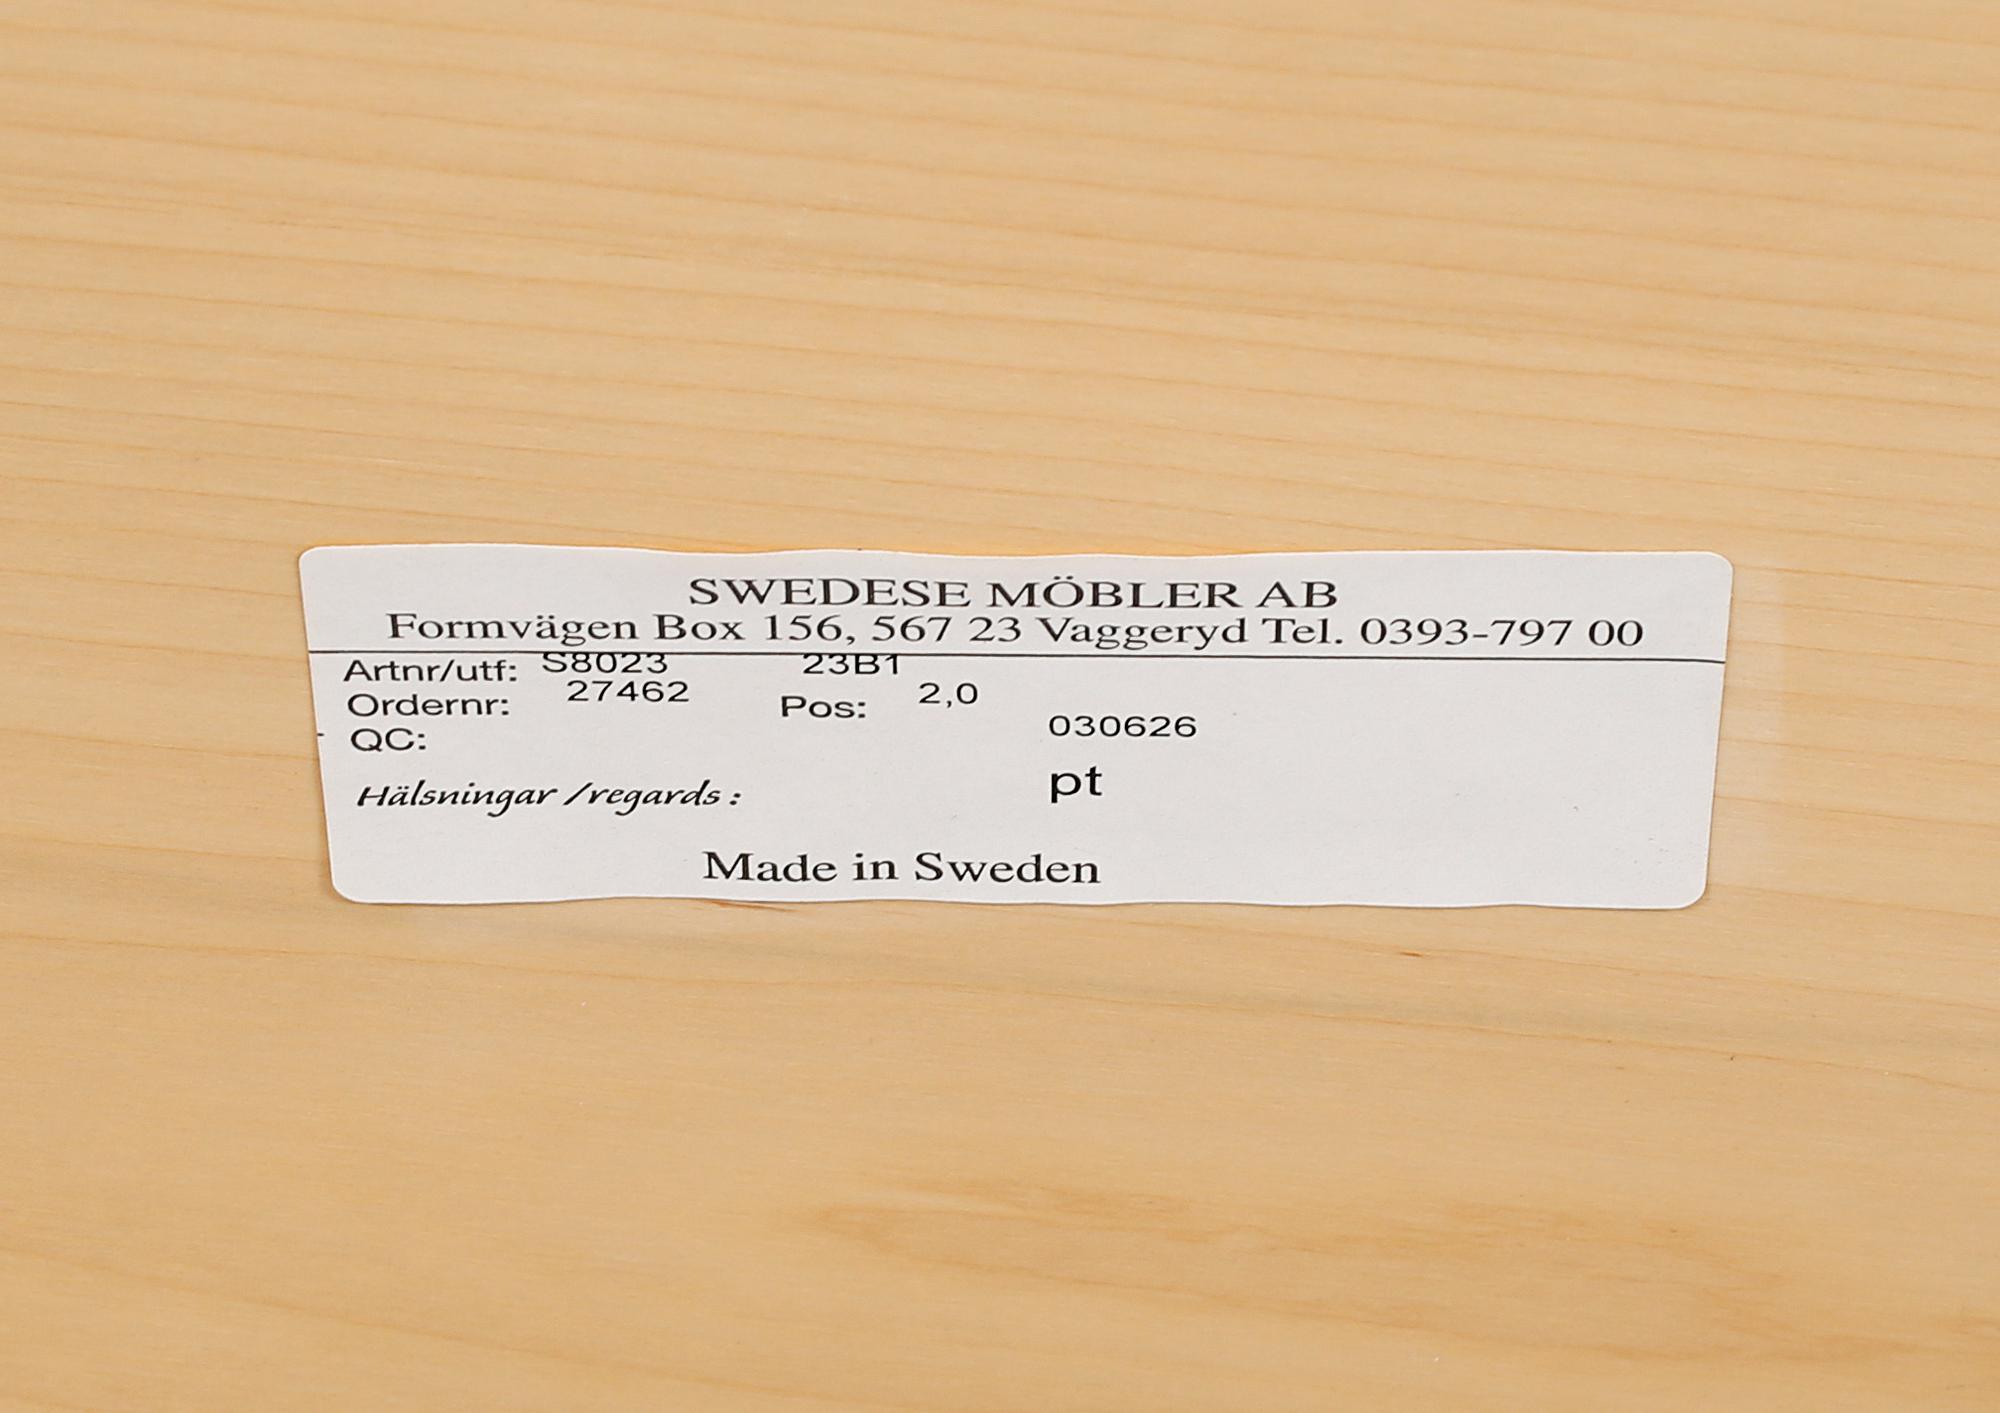 SWEDESE MÖBLER AB
Formvägen Box 156, 567 23 Vaggeryd Tel. 0393-797 00
Artnr/utf: S8023 23B1
Ordernr: 27462 Pos: 2,0
QC: 030626
Hälsningar /regards: pt
Made in Sweden